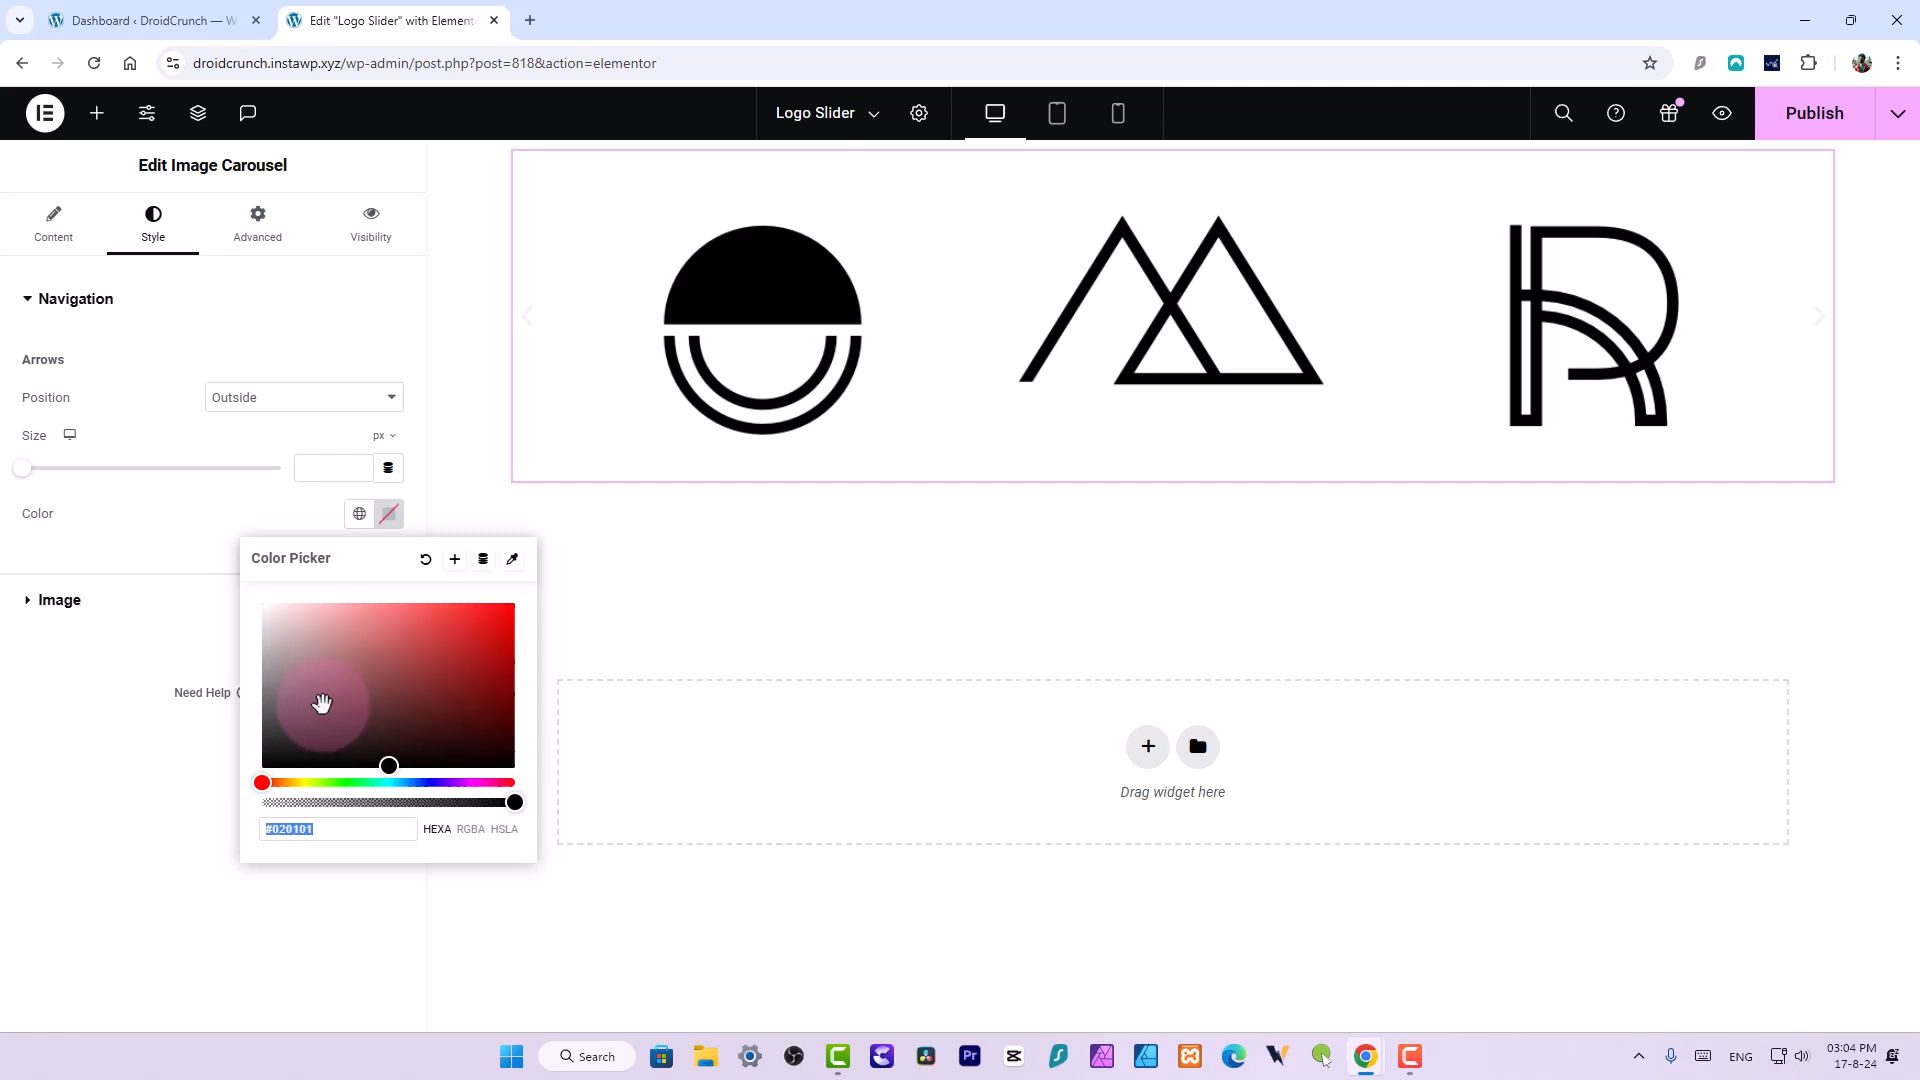 Dashboard ‹ DroidCrunch — W
Edit "Logo Slider" with Element
droidcrunch.instawp.xyz/wp-admin/post.php?post=818&action=elementor
Logo Slider
Publish
Edit Image Carousel
Content
Style
Advanced
Visibility
Navigation
Arrows
Position
Outside
Size
px
Color
Color Picker
Image
Need Help
#020101
HEXA
RGBA
HSLA
Drag widget here
Search
Pr
ENG
03:04 PM
17-8-24